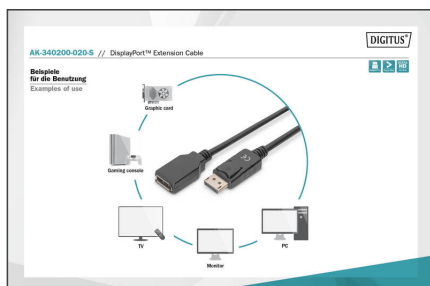 DIGITUS®
AK-340200-020-S // DisplayPort™ Extension Cable
Beispiele
für die Benutzung
Examples of use
Graphic card
Gaming console
TV
Monitor
PC